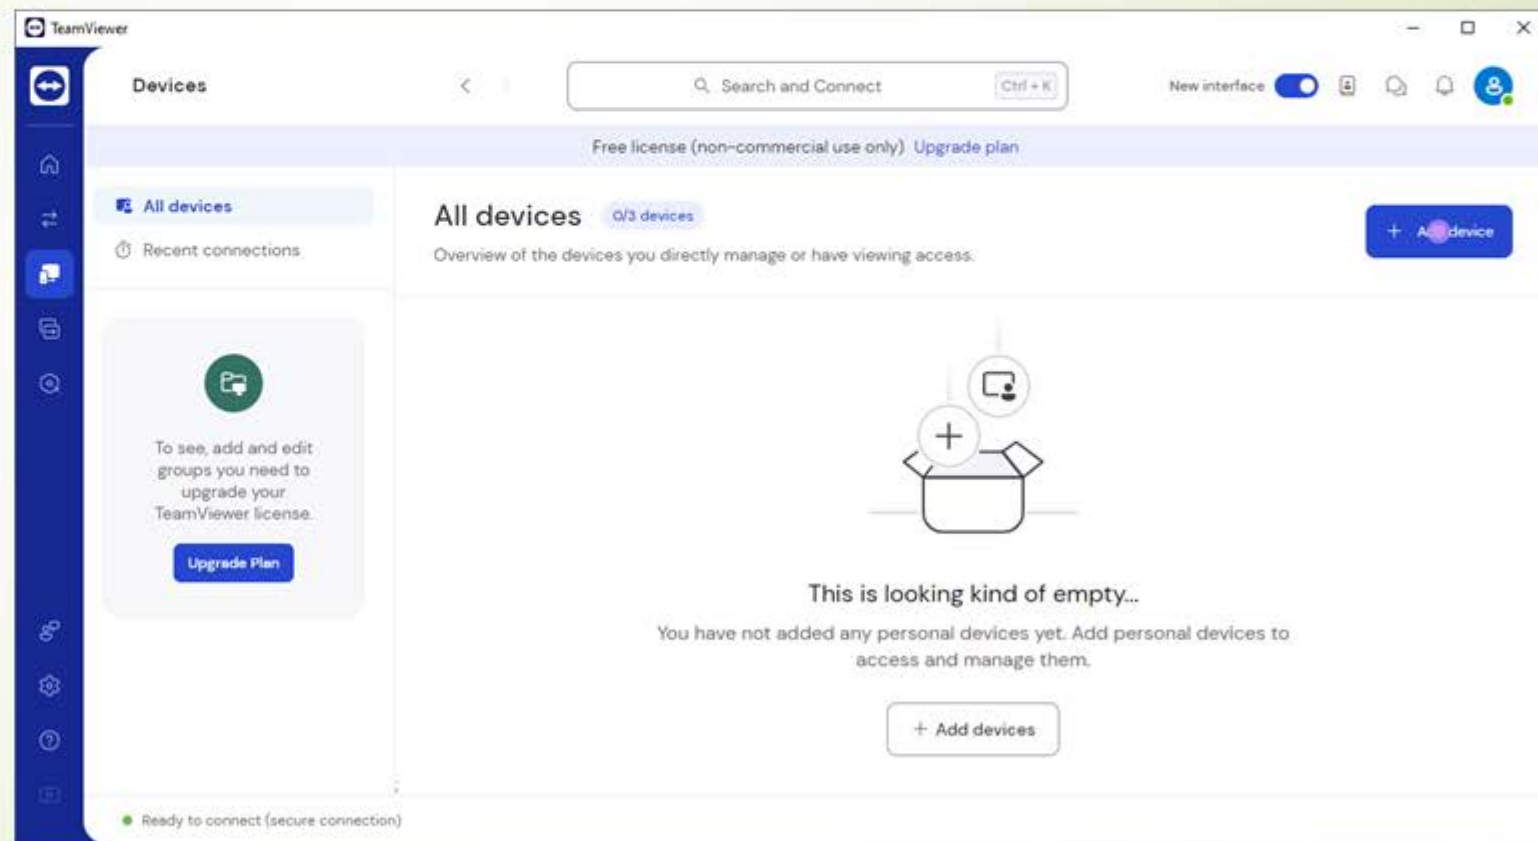 TeamViewer
Devices
Search and Connect
Ctrl + K
New interface
Free license (non-commercial use only) Upgrade plan
All devices
Recent connections
To see, add and edit
groups you need to
upgrade your
TeamViewer license.
Upgrade Plan
All devices
0/3 devices
Overview of the devices you directly manage or have viewing access.
+ Add device
This is looking kind of empty...
You have not added any personal devices yet. Add personal devices to
access and manage them.
+ Add devices
Ready to connect (secure connection)